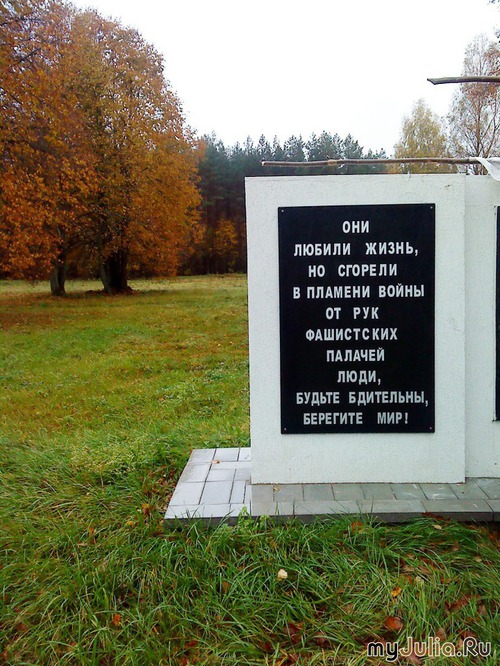 ОНИ
ЛЮБИЛИ ЖИЗНЬ,
НО СГОРЕЛИ
В ПЛАМЕНИ ВОЙНЫ
ОТ РУК
ФАШИСТСКИХ
ПАЛАЧЕЙ
ЛЮДИ,
БУДЬТЕ БДИТЕЛЬНЫ,
БЕРЕГИТЕ МИР!
myJulia.Ru